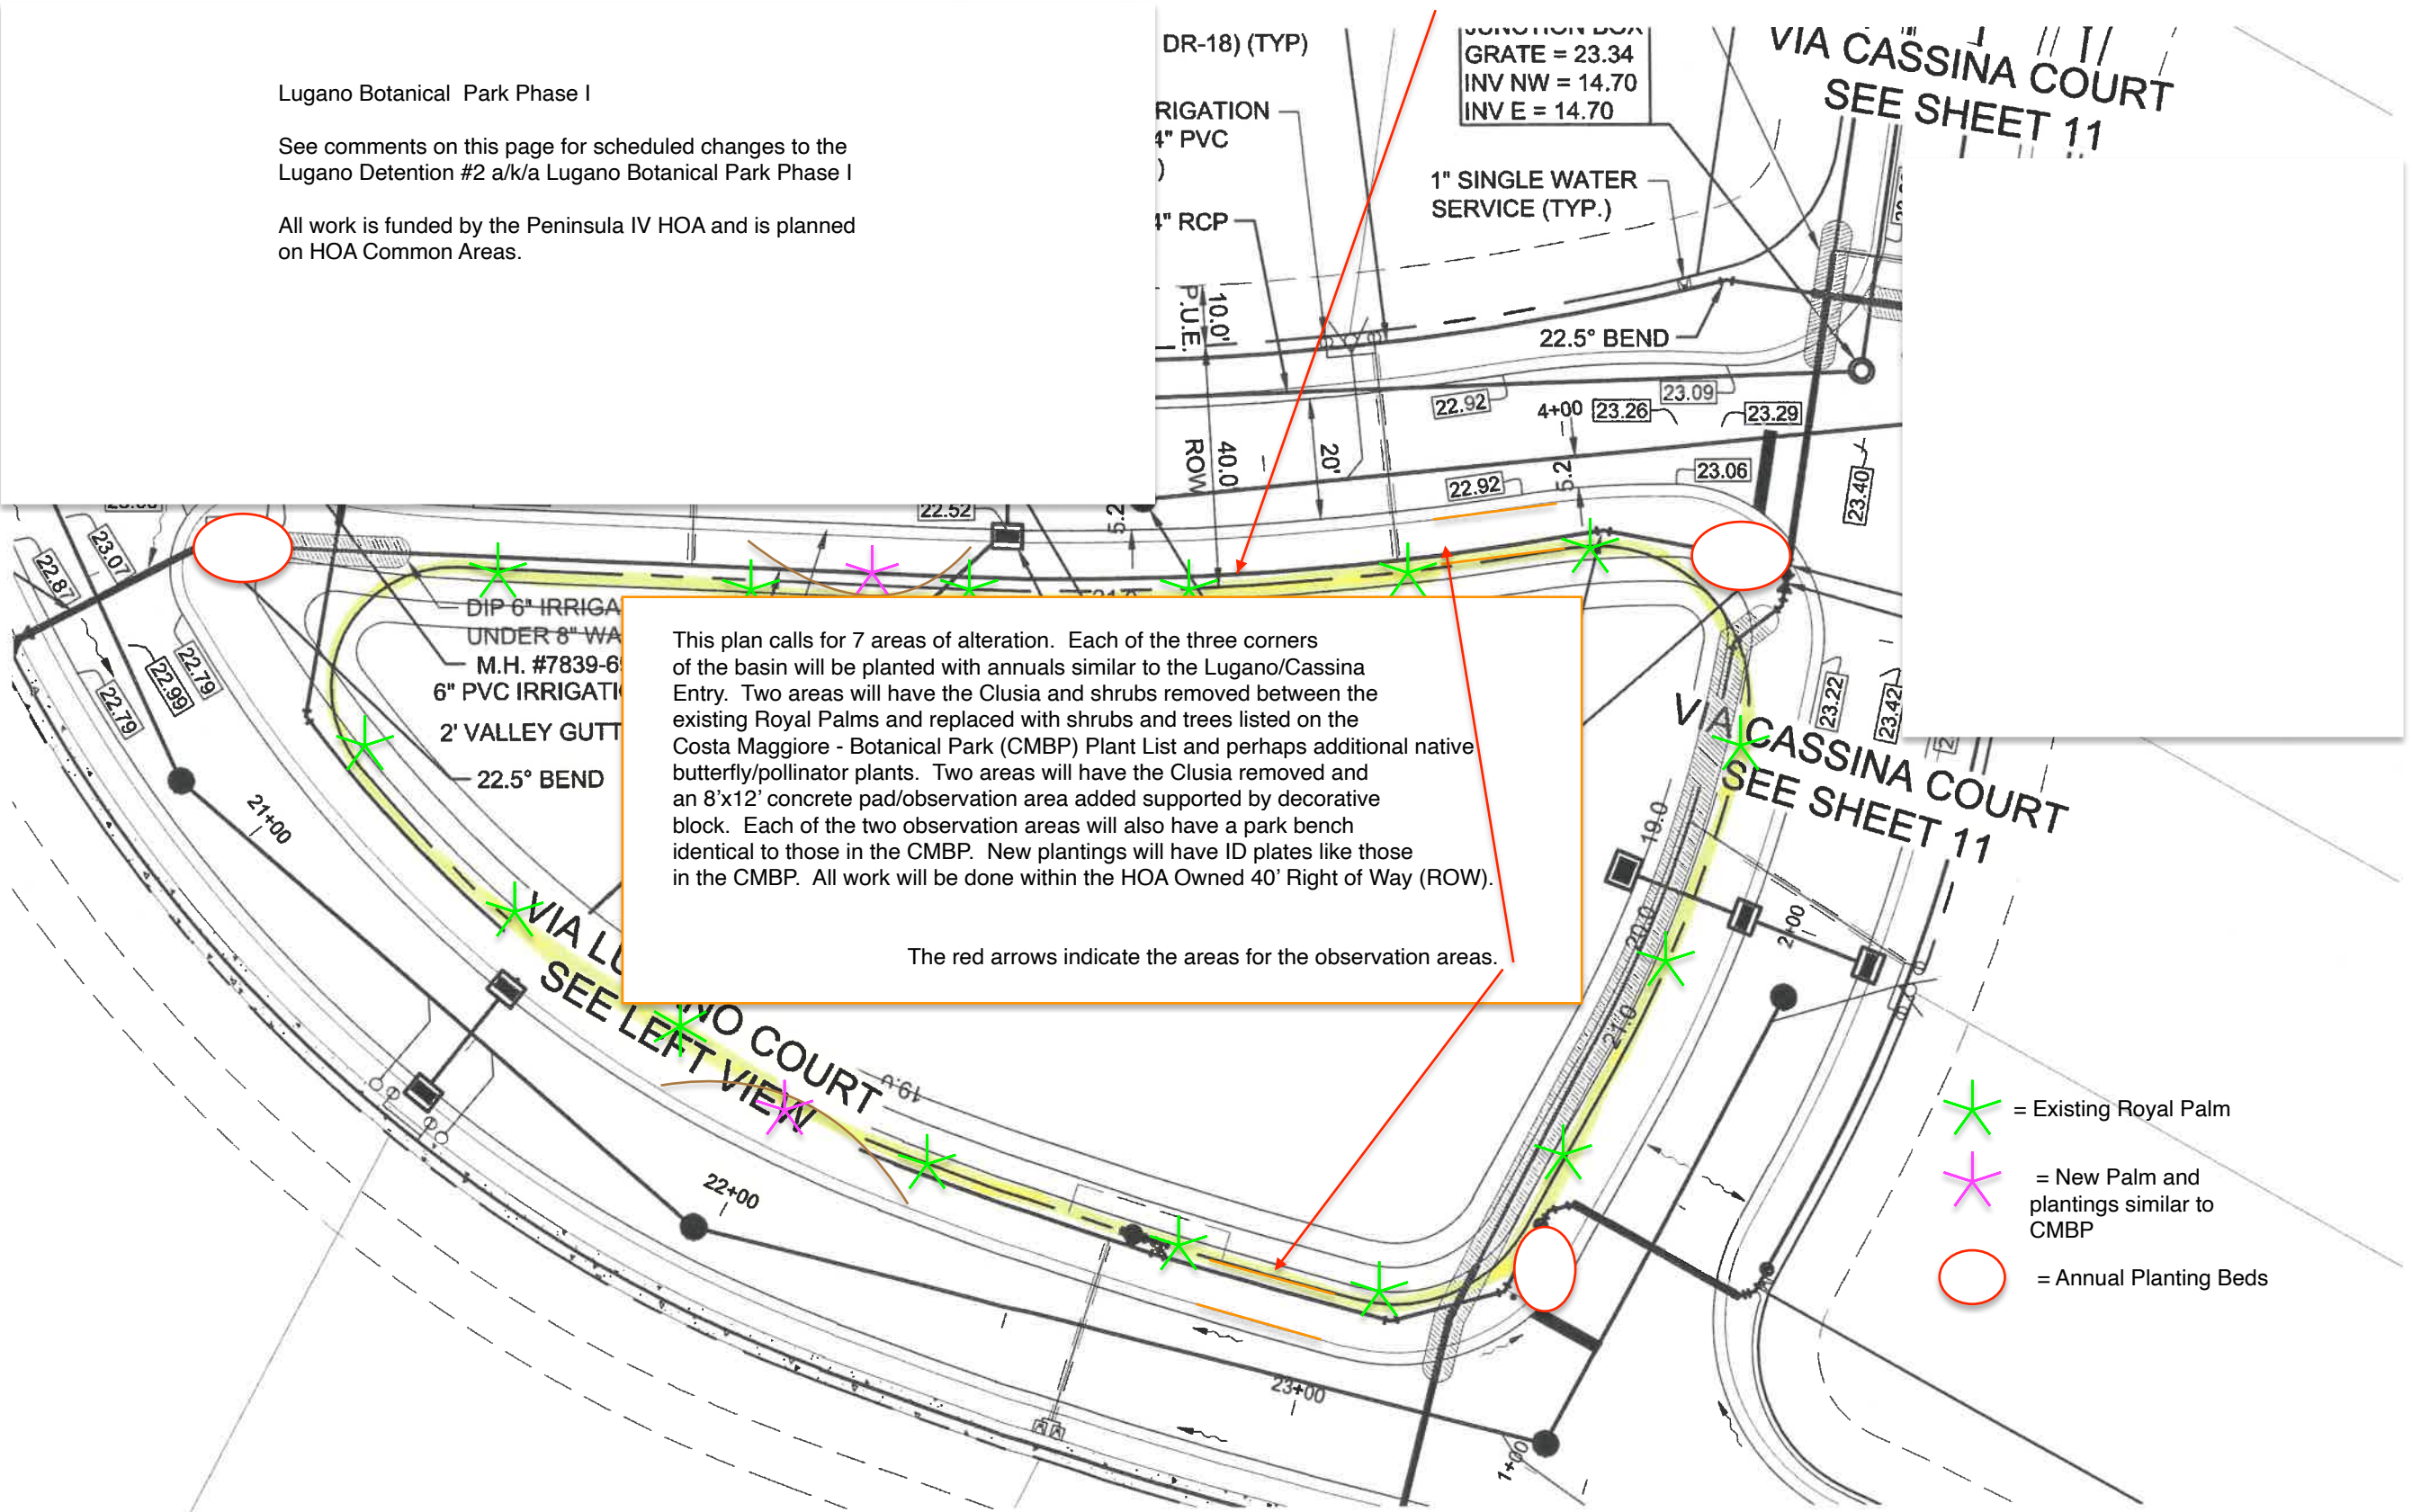 Lugano Botanical Park Phase I
See comments on this page for scheduled changes to the
Lugano Detention #2 a/k/a Lugano Botanical Park Phase I
All work is funded by the Peninsula IV HOA and is planned
on HOA Common Areas.
DR-18) (TYP)
JUNCTION BOX
GRATE = 23.34
INV NW = 14.70
INV E = 14.70
VIA CASSINA COURT
SEE SHEET 11
RIGATION
4" PVC
)
4" RCP
1" SINGLE WATER
SERVICE (TYP.)
10.0'
P.U.E.
22.5° BEND
23.09
22.92
4+00
23.26
23.29
40.0'
ROW
20'
22.92
5.2
23.06
23.40
22.52
5.2
23.07
22.87
22.79
22.99
22.79
DIP 6" IRRIGA
UNDER 8" WA
M.H. #7839-6
6" PVC IRRIGATI
2' VALLEY GUTT
22.5° BEND
This plan calls for 7 areas of alteration. Each of the three corners
of the basin will be planted with annuals similar to the Lugano/Cassina
Entry. Two areas will have the Clusia and shrubs removed between the
existing Royal Palms and replaced with shrubs and trees listed on the
Costa Maggiore - Botanical Park (CMBP) Plant List and perhaps additional native
butterfly/pollinator plants. Two areas will have the Clusia removed and
an 8'x12' concrete pad/observation area added supported by decorative
block. Each of the two observation areas will also have a park bench
identical to those in the CMBP. New plantings will have ID plates like those
in the CMBP. All work will be done within the HOA Owned 40' Right of Way (ROW).
The red arrows indicate the areas for the observation areas.
23.22
23.42
VIA CASSINA COURT
SEE SHEET 11
19.0
20.0
21.0
2+00
21+00
VIA LU
NO COURT
SEE LEFT VIEW
19.0
22+00
23+00
1+00
= Existing Royal Palm
= New Palm and
plantings similar to
CMBP
= Annual Planting Beds